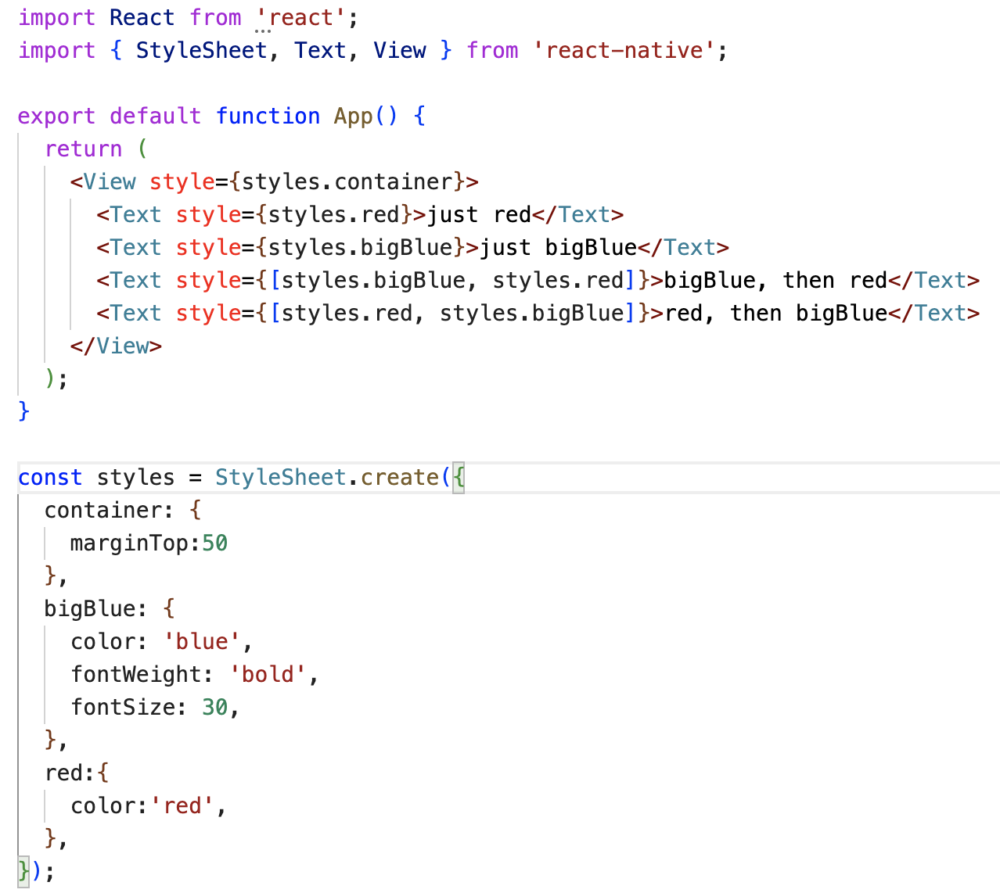 import React from 'react';
import { StyleSheet, Text, View } from 'react-native';

export default function App() {
  return (
    <View style={styles.container}>
      <Text style={styles.red}>just red</Text>
      <Text style={styles.bigBlue}>just bigBlue</Text>
      <Text style={[styles.bigBlue, styles.red]}>bigBlue, then red</Text>
      <Text style={[styles.red, styles.bigBlue]}>red, then bigBlue</Text>
    </View>
  );
}

const styles = StyleSheet.create({
  container: {
    marginTop:50
  },
  bigBlue: {
    color: 'blue',
    fontWeight: 'bold',
    fontSize: 30,
  },
  red:{
    color:'red',
  },
});